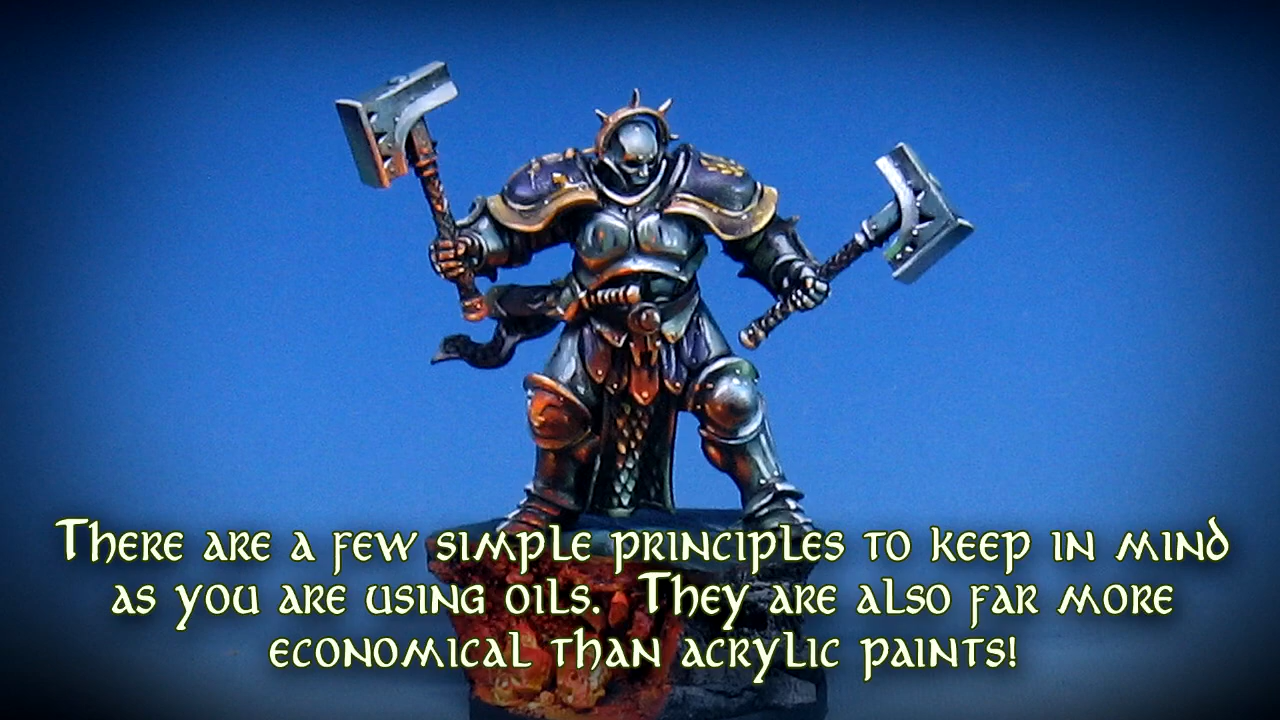 There are a few simple principles to keep in mind
as you are using oils. They are also far more
economical than acrylic paints!